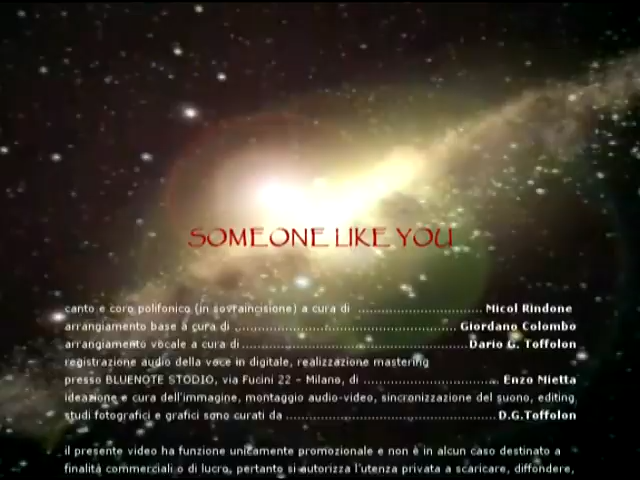 SOMEONE LIKE YOU
canto e coro polifonico (in sovraincisione) a cura di ................................ Nicol Rindone
arrangiamento base a cura di ....................................................... Giordano Colombo
arrangiamento vocale a cura di ....................................................... Dario G. Toffolon
registrazione audio della voce in digitale, realizzazione mastering
presso BLUENOTE STODIO, via Fucini 22 – Milano, di ................................. Enzo Mietta
ideazione e cura dell'immagine, montaggio audio-video, sincronizzazione del suono, editing
studi fotografici e grafici sono curati da .................................................... D.G.Toffolon
il presente video ha funzione unicamente promozionale e non è in alcun caso destinato a
finalità commerciali o di lucro, pertanto si autorizza l'utenza privata a scaricare, diffondere,